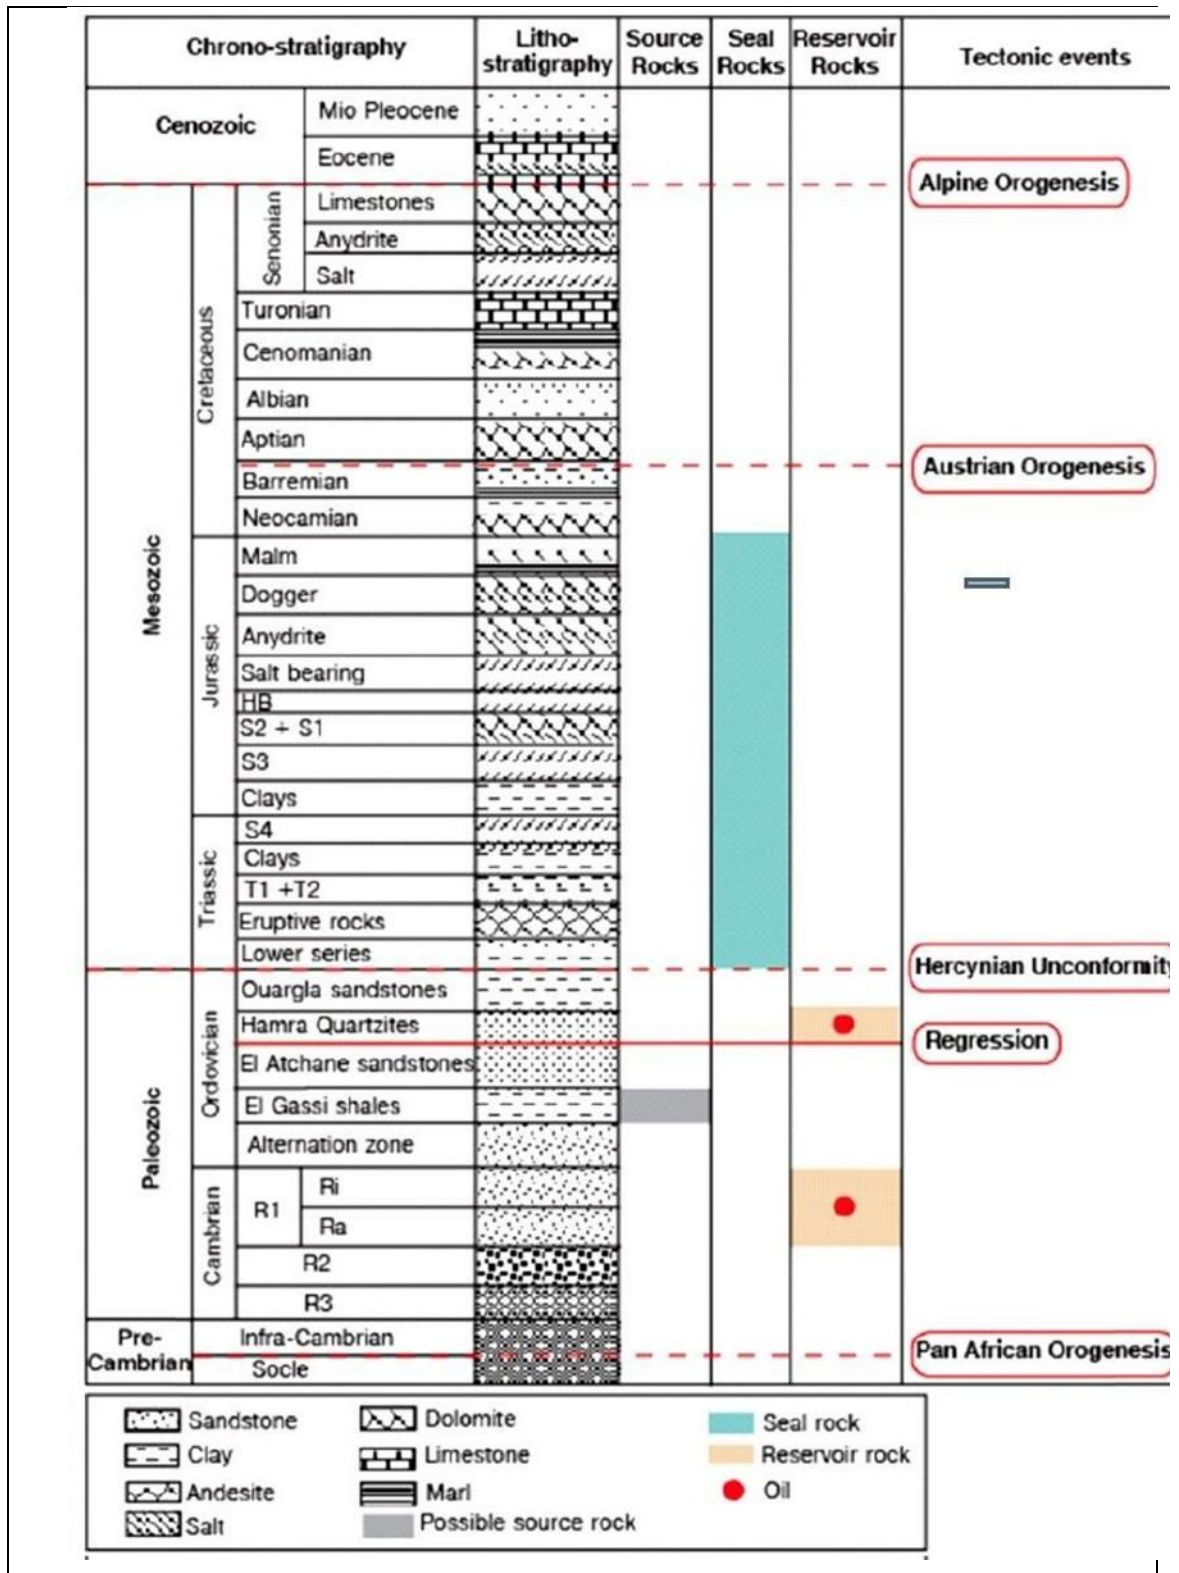 Chrono-stratigraphy
Litho-
stratigraphy
Source
Rocks
Seal
Rocks
Reservoir
Rocks
Tectonic events
Cenozoic
Mio Pleocene
Eocene
Alpine Orogenesis
Mesozoic
Cretaceous
Senonian
Limestones
Anydrite
Salt
Turonian
Cenomanian
Albian
Aptian
Austrian Orogenesis
Barremian
Neocamian
Jurassic
Malm
Dogger
Anydrite
Salt bearing
HB
S2 + S1
S3
Clays
Triassic
S4
Clays
T1 +T2
Eruptive rocks
Lower series
Hercynian Unconformity
Paleozoic
Ordovician
Ouargla sandstones
Hamra Quartzites
Regression
El Atchane sandstones
El Gassi shales
Alternation zone
Cambrian
R1
Ri
Ra
R2
R3
Pre-
Cambrian
Infra-Cambrian
Socle
Pan African Orogenesis
Sandstone
Clay
Andesite
Salt
Dolomite
Limestone
Marl
Possible source rock
Seal rock
Reservoir rock
Oil